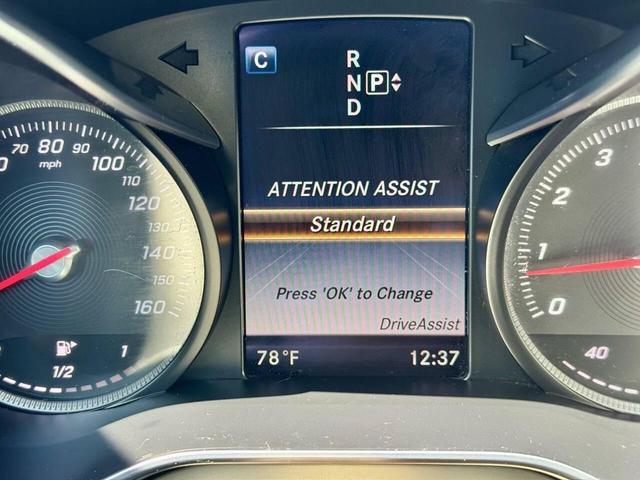 C
R
N P
D
ATTENTION ASSIST
Standard
Press 'OK' to Change
DriveAssist
78°F
12:37
80 90
mph
100
110
120
130
140
150
160
1/2
1
3
2
1
0
40